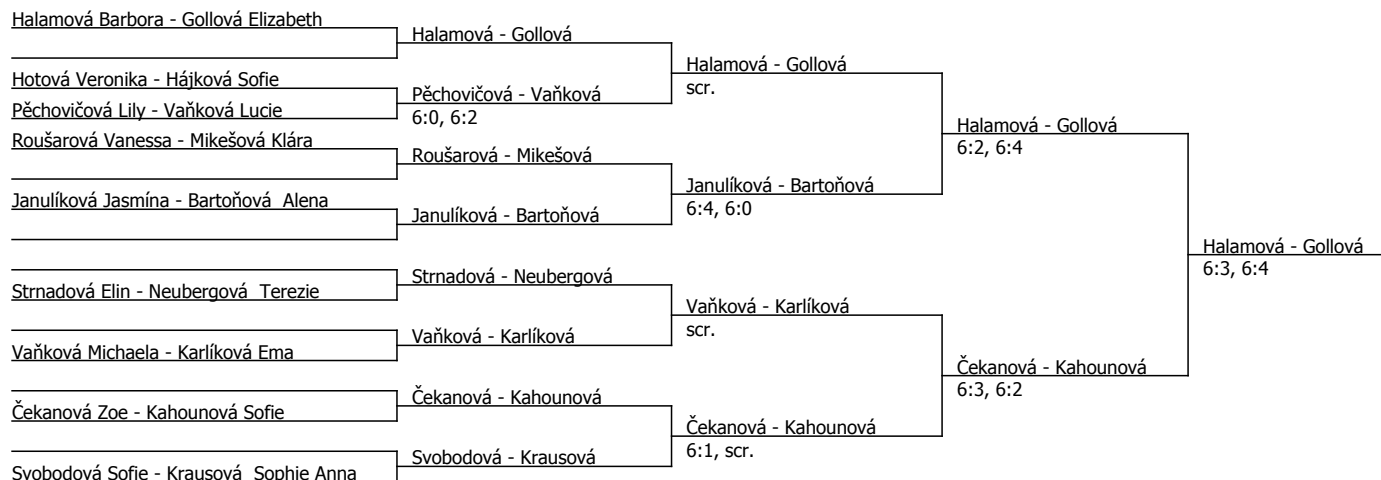 Halamová Barbora - Gollová Elizabeth
Hotová Veronika - Hájková Sofie
Pěchovičová Lily - Vaňková Lucie
Roušarová Vanessa - Mikešová Klára
Janulíková Jasmína - Bartoňová  Alena
Strnadová Elin - Neubergová  Terezie
Vaňková Michaela - Karlíková Ema
Čekanová Zoe - Kahounová Sofie
Svobodová Sofie - Krausová  Sophie Anna
Halamová - Gollová
Pěchovičová - Vaňková
6:0, 6:2
Roušarová - Mikešová
Janulíková - Bartoňová
Strnadová - Neubergová
Vaňková - Karlíková
Čekanová - Kahounová
Svobodová - Krausová
Halamová - Gollová
scr.
Janulíková - Bartoňová
6:4, 6:0
Vaňková - Karlíková
scr.
Čekanová - Kahounová
6:1, scr.
Halamová - Gollová
6:2, 6:4
Čekanová - Kahounová
6:3, 6:2
Halamová - Gollová
6:3, 6:4